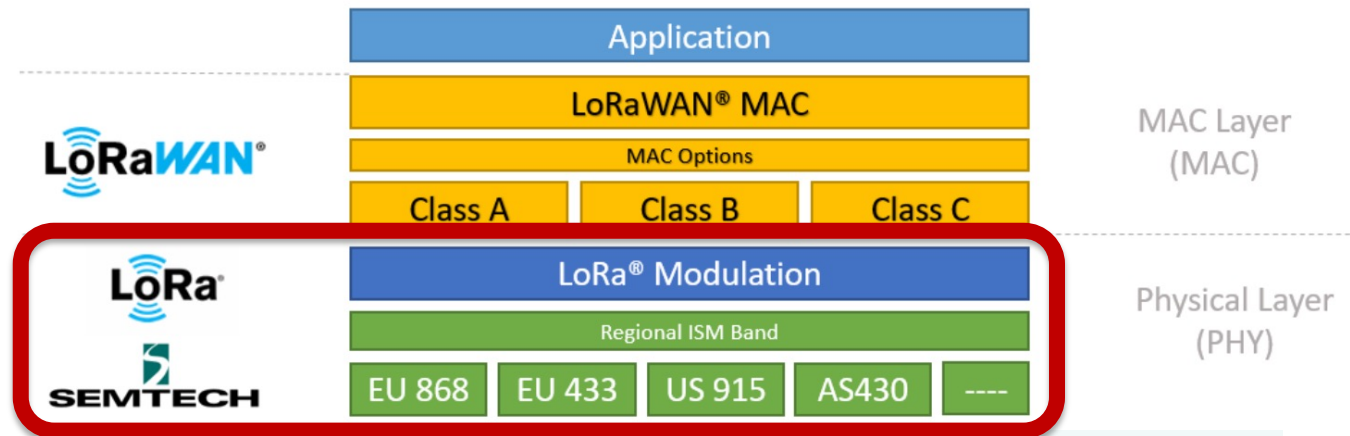 Application
LoRaWAN® MAC
MAC Options
Class A Class B Class C
LoRaWAN®
MAC Layer
(MAC)
LoRa® Modulation
Regional ISM Band
EU 868 EU 433 US 915 AS430 ----
LoRa®
SEMTECH
Physical Layer
(PHY)